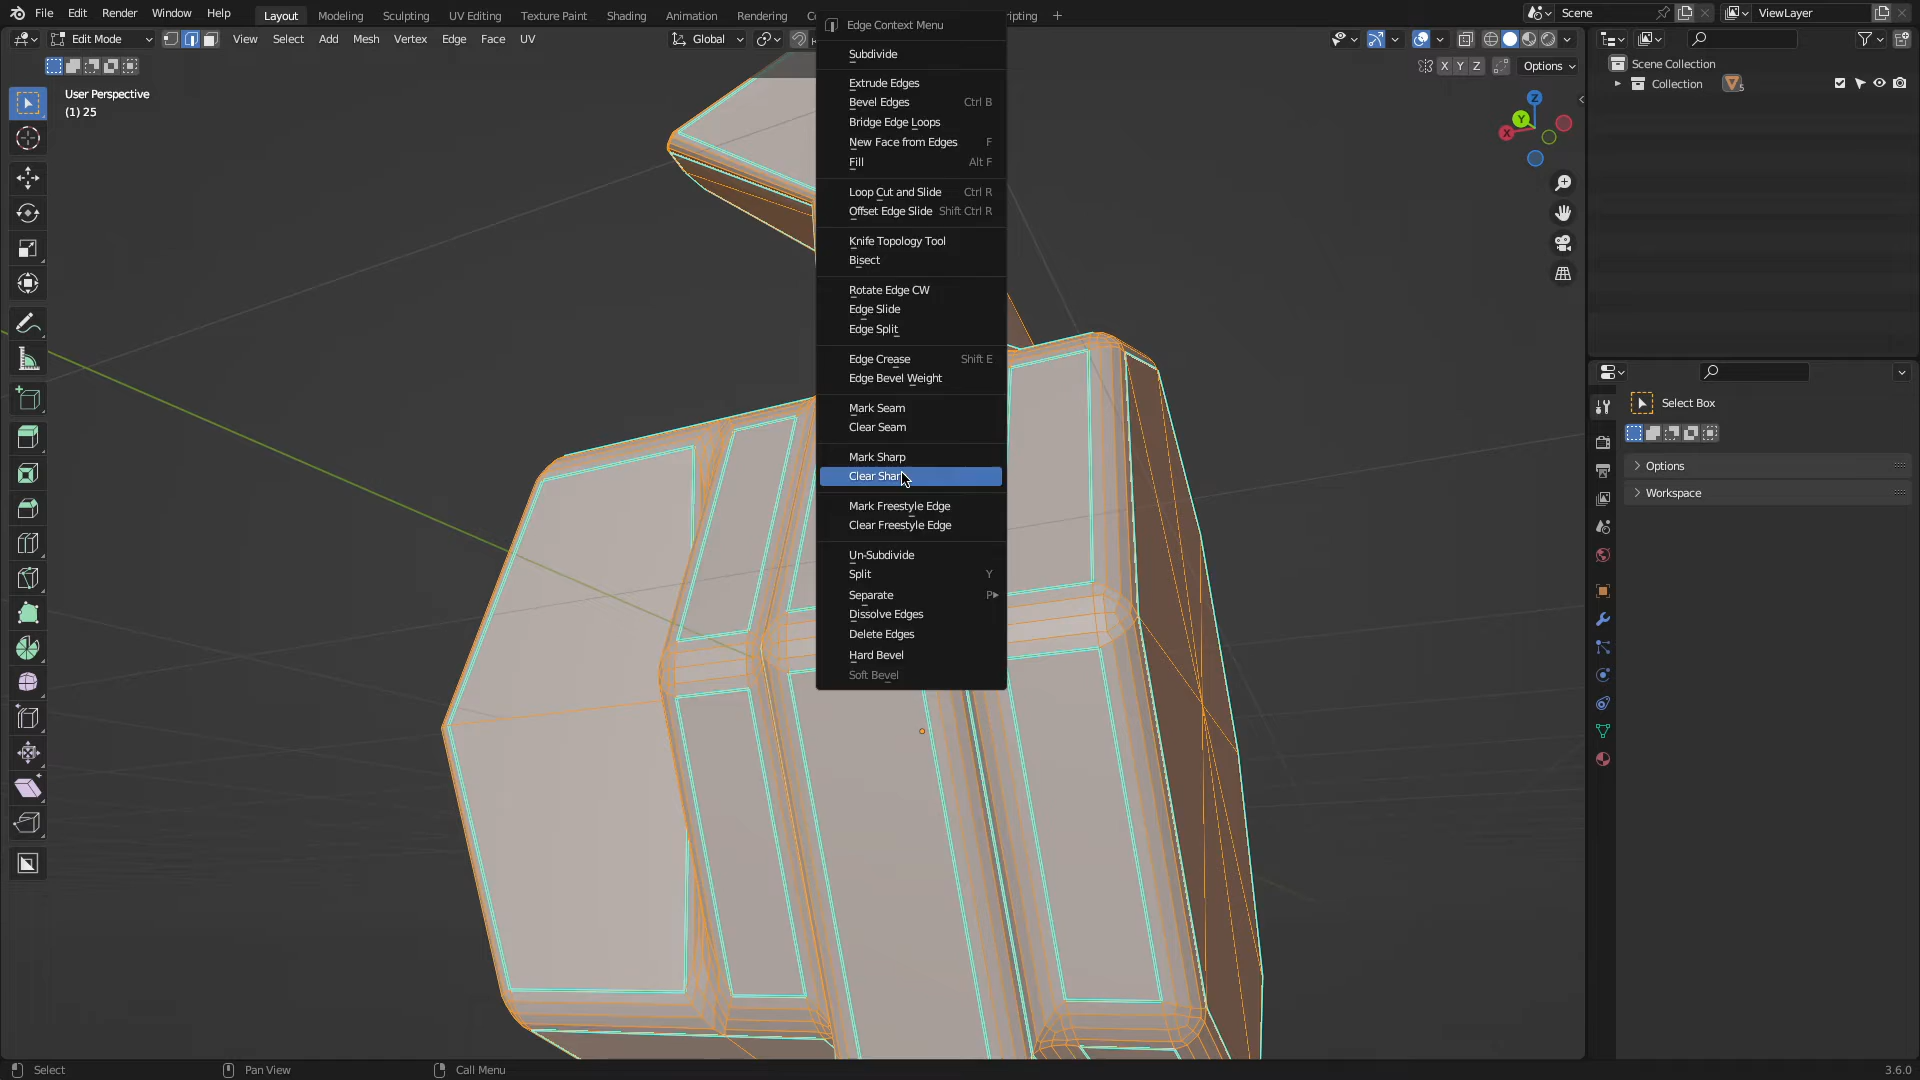 File Edit Render Window Help
Layout Modeling Sculpting UV Editing Texture Paint Shading Animation Rendering
Scene
ViewLayer
Edit Mode
View Select Add Mesh Vertex Edge Face UV
Global
X Y Z
Options
User Perspective
(1) 25
Edge Context Menu
Subdivide
Extrude Edges
Bevel Edges Ctrl B
Bridge Edge Loops
New Face from Edges F
Fill Alt F
Loop Cut and Slide Ctrl R
Offset Edge Slide Shift Ctrl R
Knife Topology Tool
Bisect
Rotate Edge CW
Edge Slide
Edge Split
Edge Crease Shift E
Edge Bevel Weight
Mark Seam
Clear Seam
Mark Sharp
Clear Sharp
Mark Freestyle Edge
Clear Freestyle Edge
Un-Subdivide
Split Y
Separate P
Dissolve Edges
Delete Edges
Hard Bevel
Soft Bevel
Z
Y
X
Scene Collection
Collection 5
Select Box
Options
Workspace
Select
Pan View
Call Menu
3.6.0